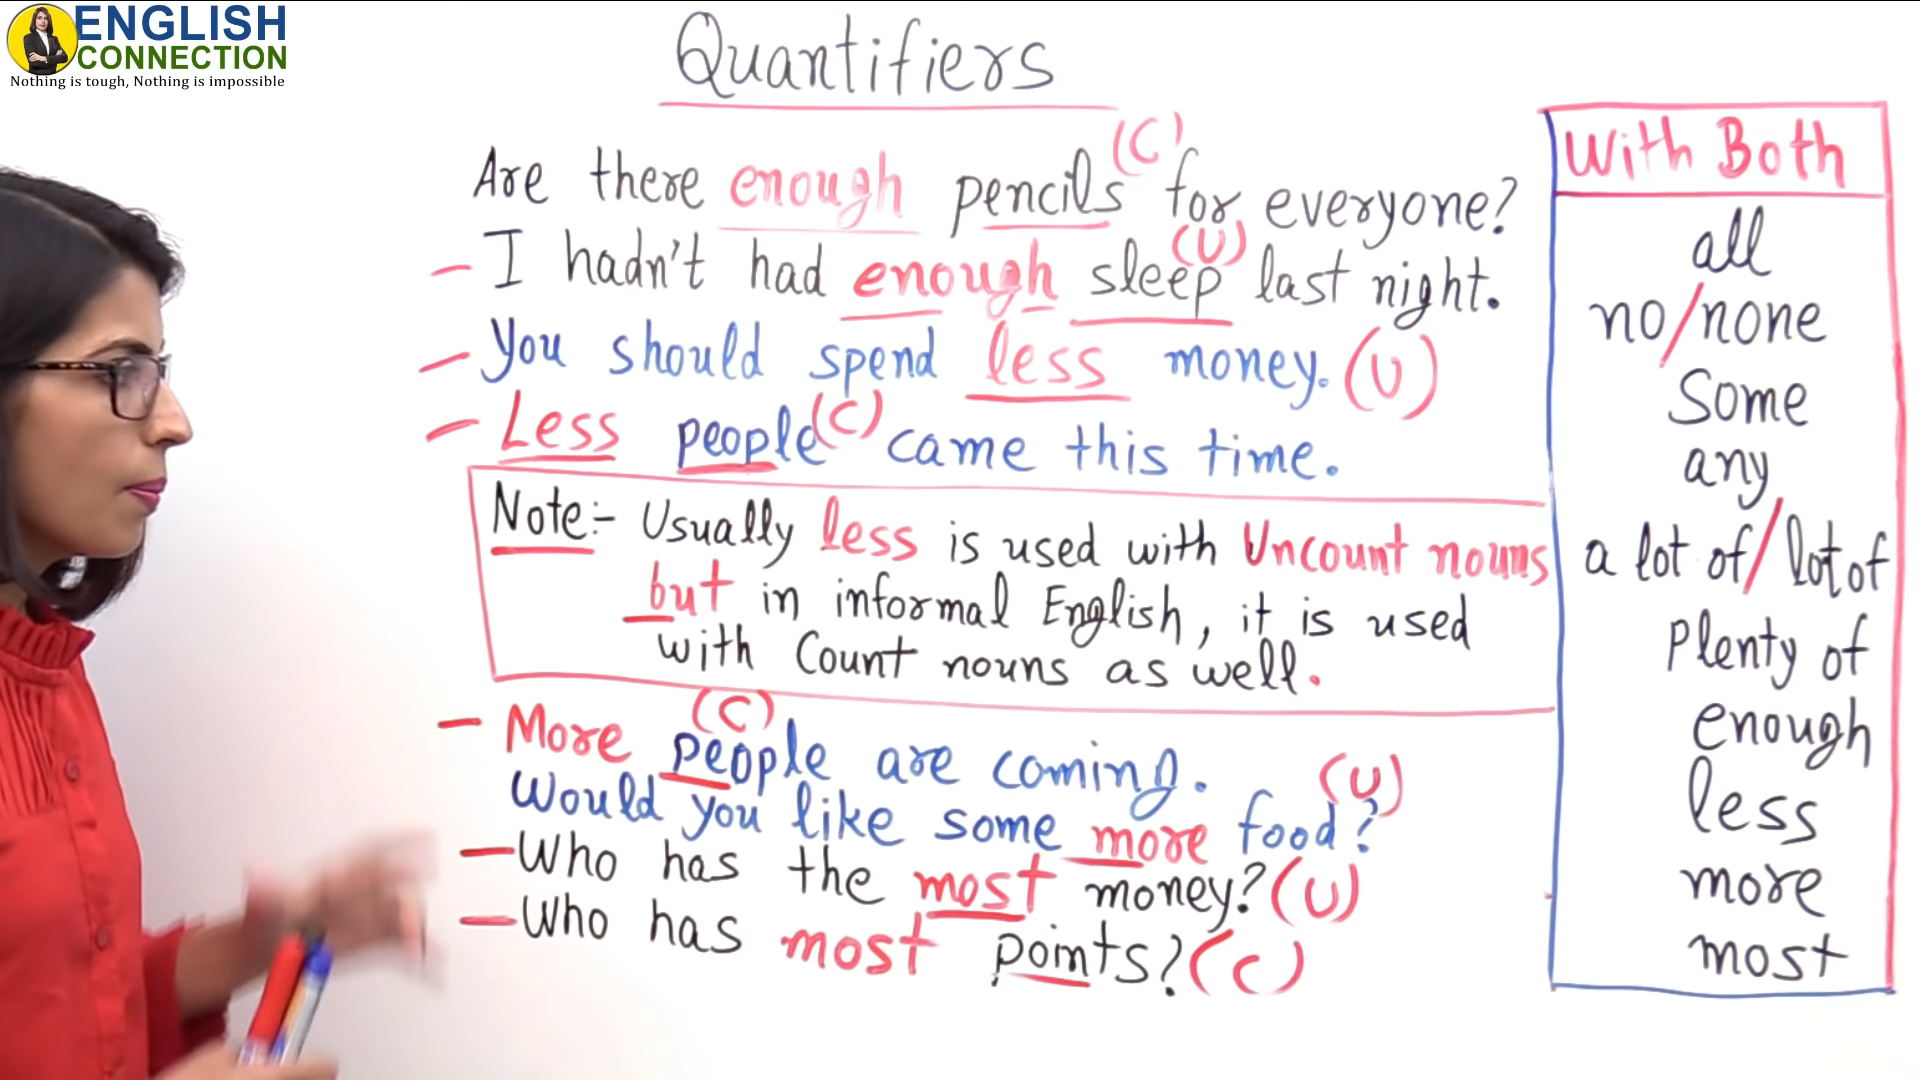 ENGLISH
CONNECTION
Nothing is tough, Nothing is impossible
Quantifiers
Are there enough pencils (C) for everyone?
– I hadn't had enough sleep (U) last night.
– You should spend less money. (U)
– Less people (C) came this time.
Note:- Usually less is used with Uncount nouns
but in informal English, it is used
with Count nouns as well.
– More people (C) are coming.
Would you like some more food? (U)
– Who has the most money? (U)
– Who has most points? (C)
With Both
all
no/none
Some
any
a lot of/lot of
Plenty of
enough
less
more
most